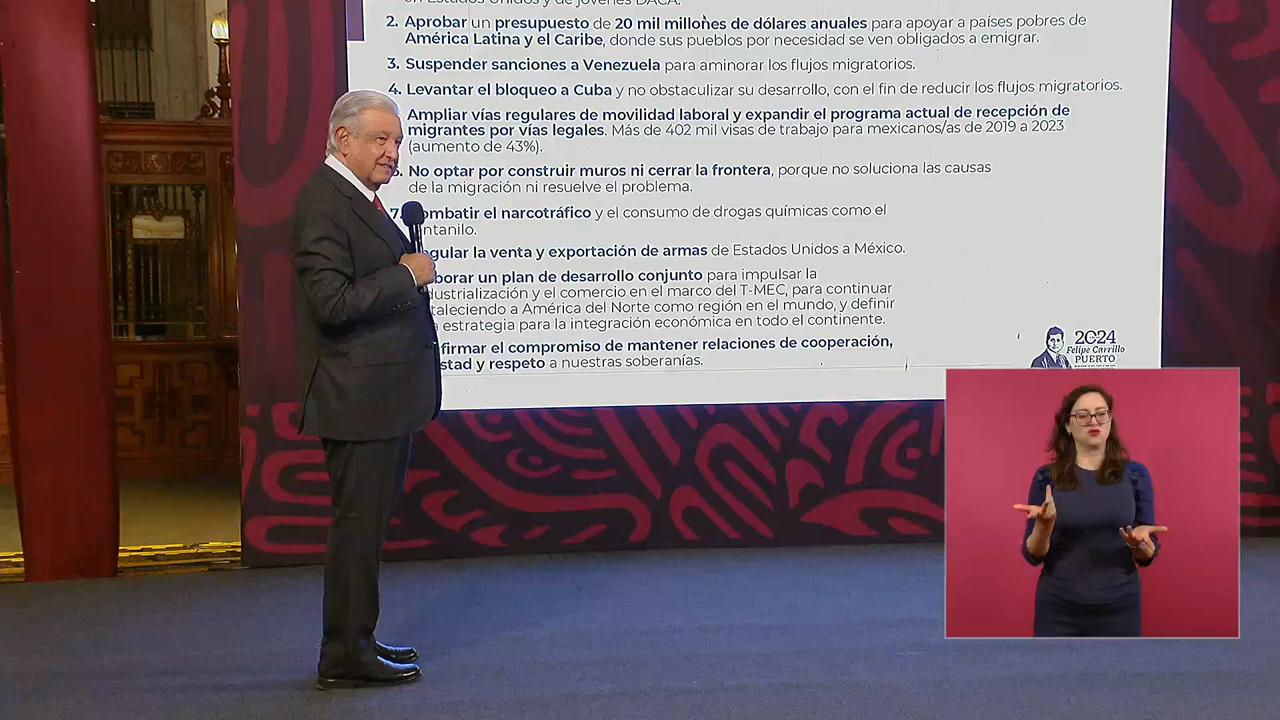 en Estados Unidos y de jóvenes DACA.
2. Aprobar un presupuesto de 20 mil millones de dólares anuales para apoyar a países pobres de
América Latina y el Caribe, donde sus pueblos por necesidad se ven obligados a emigrar.
3. Suspender sanciones a Venezuela para aminorar los flujos migratorios.
4. Levantar el bloqueo a Cuba y no obstaculizar su desarrollo, con el fin de reducir los flujos migratorios.
Ampliar vías regulares de movilidad laboral y expandir el programa actual de recepción de
migrantes por vías legales. Más de 402 mil visas de trabajo para mexicanos/as de 2019 a 2023
(aumento de 43%).
No optar por construir muros ni cerrar la frontera, porque no soluciona las causas
de la migración ni resuelve el problema.
7. ombatir el narcotráfico y el consumo de drogas químicas como el
ntanilo.
gular la venta y exportación de armas de Estados Unidos a México.
borar un plan de desarrollo conjunto para impulsar la
dustrialización y el comercio en el marco del T-MEC, para continuar
taleciendo a América del Norte como región en el mundo, y definir
a estrategia para la integración económica en todo el continente.
firmar el compromiso de mantener relaciones de cooperación,
stad y respeto a nuestras soberanías.
2024
Felipe Carrillo
PUERTO